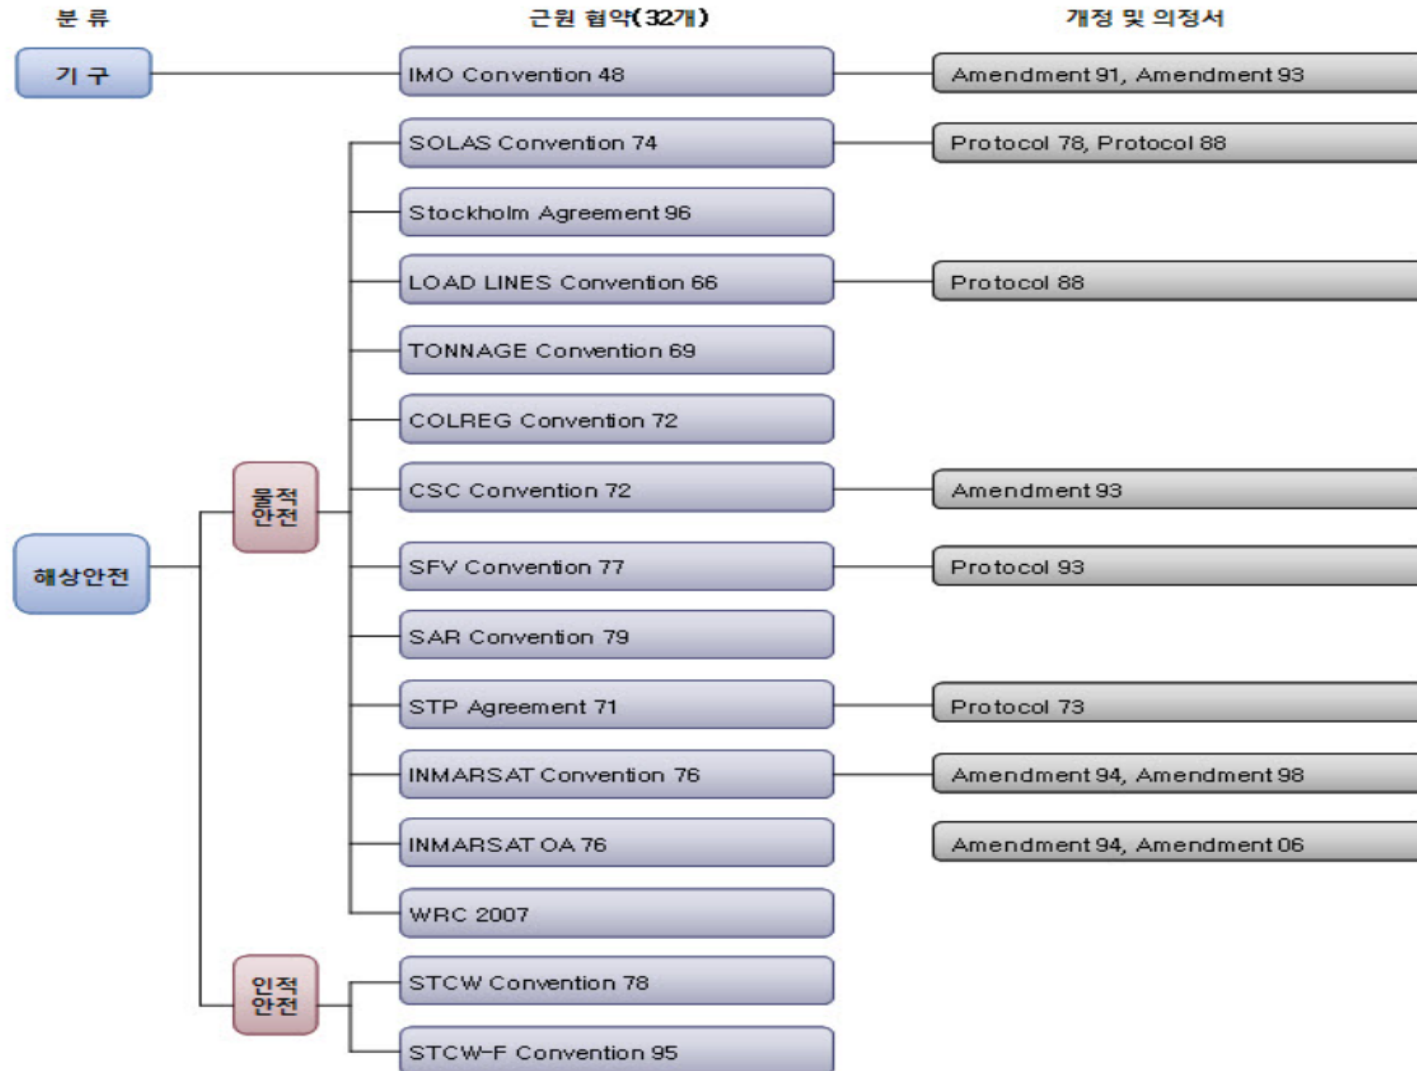 분 류 근원 협약(32개) 개정 및 의정서
기 구 IMO Convention 48 Amendment 91, Amendment 93
SOLAS Convention 74 Protocol 78, Protocol 88
Stockholm Agreement 96
LOAD LINES Convention 66 Protocol 88
TONNAGE Convention 69
COLREG Convention 72
물적
안전
CSC Convention 72 Amendment 93
해상안전
SFV Convention 77 Protocol 93
SAR Convention 79
STP Agreement 71 Protocol 73
INMARSAT Convention 76 Amendment 94, Amendment 98
INMARSAT OA 76 Amendment 94, Amendment 06
WRC 2007
인적
안전
STCW Convention 78
STCW-F Convention 95